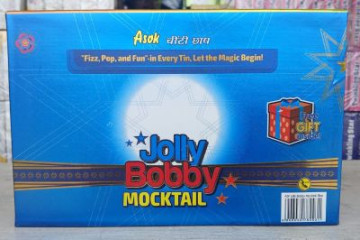 Asok बींटी छाप
"Fizz, Pop, and Fun"-in Every Tin, Let the Magic Begin!
GIFT
Jolly
Bobby
MOCKTAIL